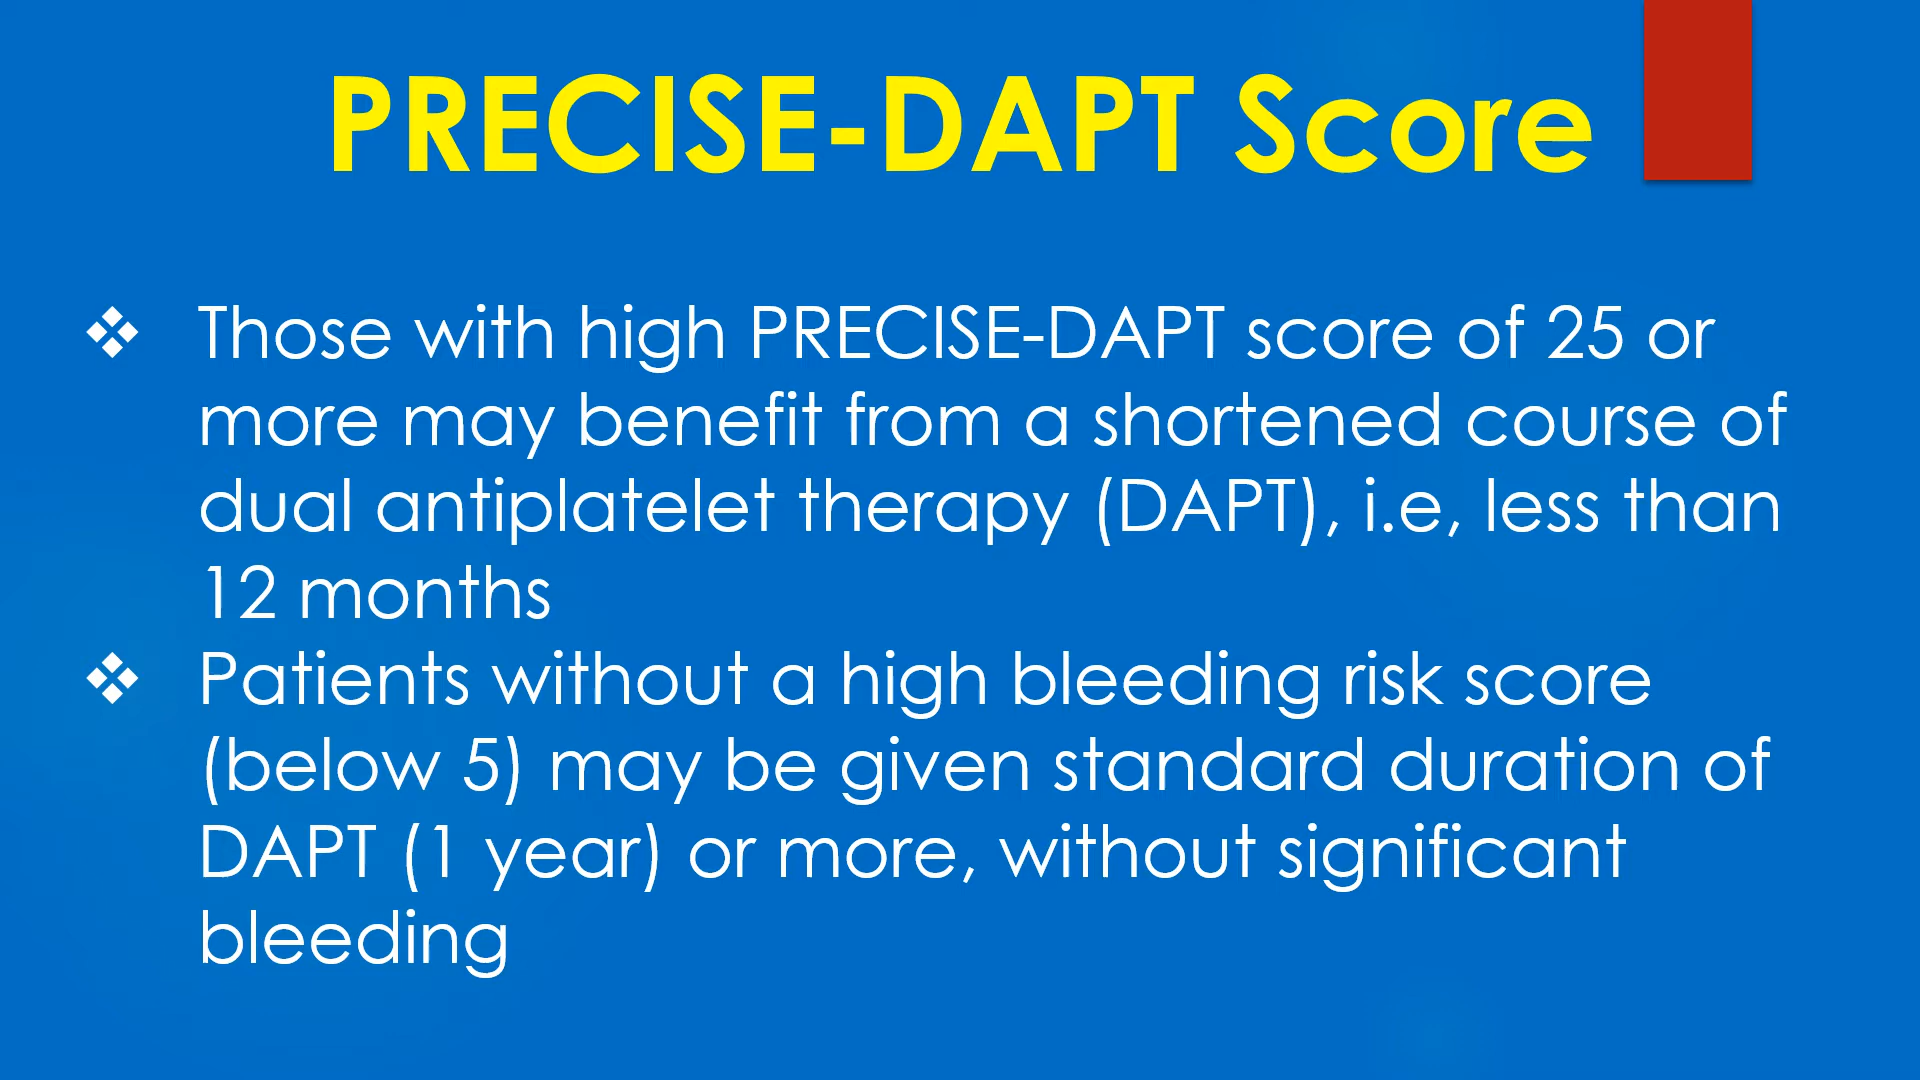 PRECISE-DAPT Score
❖ Those with high PRECISE-DAPT score of 25 or
more may benefit from a shortened course of
dual antiplatelet therapy (DAPT), i.e, less than
12 months
❖ Patients without a high bleeding risk score
(below 5) may be given standard duration of
DAPT (1 year) or more, without significant
bleeding